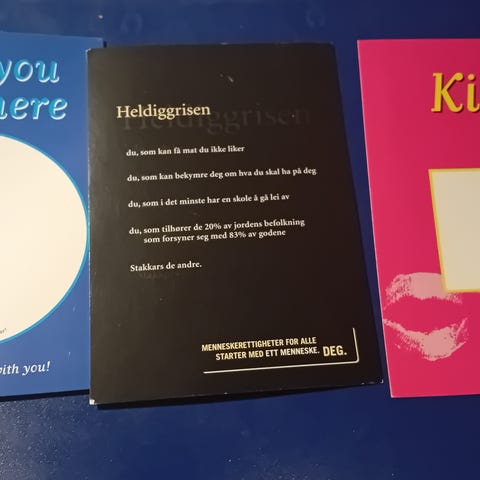 you
here
with you!
Heldiggrisen
du, som kan få mat du ikke liker
du, som kan bekymre deg om hva du skal ha på deg
du, som i det minste har en skole å gå lei av
du, som tilhører de 20% av jordens befolkning
som forsyner seg med 83% av godene
Stakkars de andre.
MENNESKERETTIGHETER FOR ALLE
STARTER MED ETT MENNESKE. DEG.
Ki